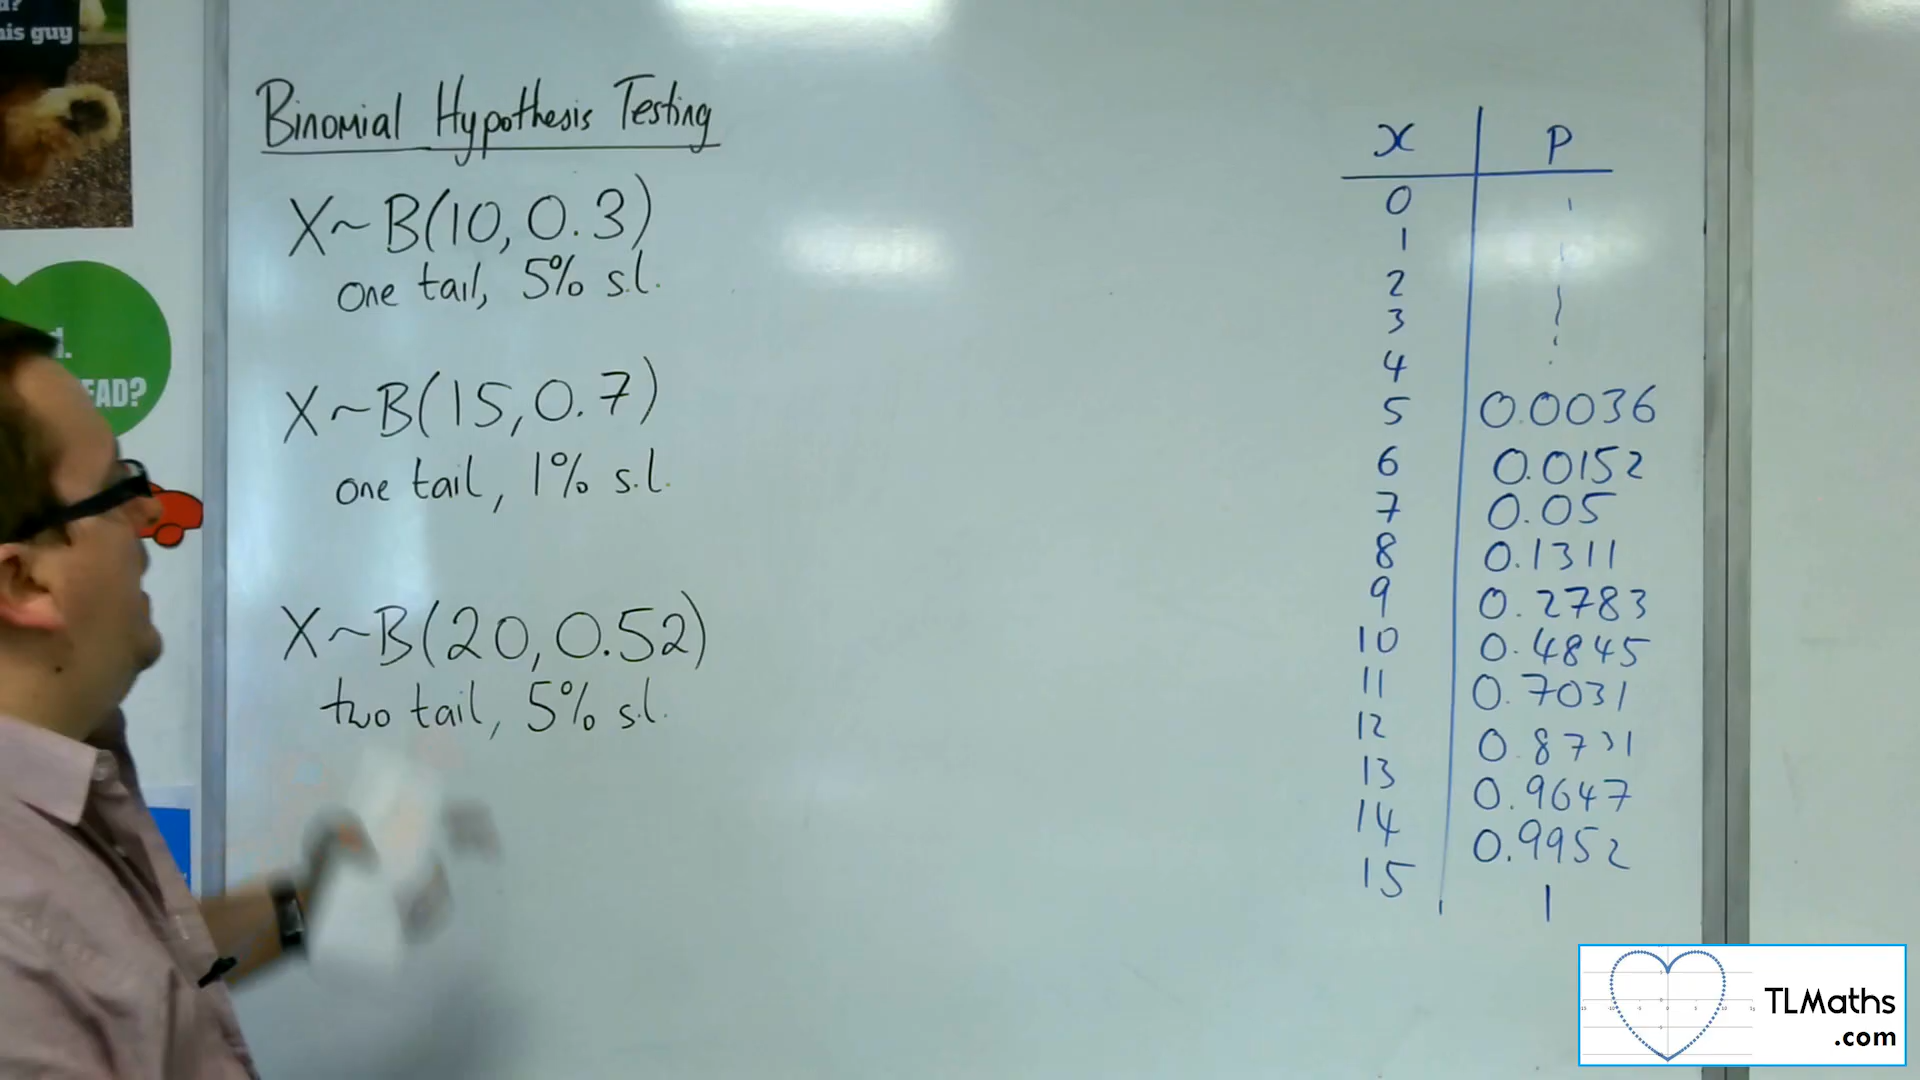 his guy
d.
EAD?
Binomial Hypothesis Testing
X~B(10,0.3)
one tail, 5% s.l.
X~B(15,0.7)
one tail, 1% s.l.
X~B(20,0.52)
two tail, 5% s.l.
x P
0
1
2
3
4
5 0.0036
6 0.0152
7 0.05
8 0.1311
9 0.2783
10 0.4845
11 0.7031
12 0.8731
13 0.9647
14 0.9952
15 1
TLMaths
.com